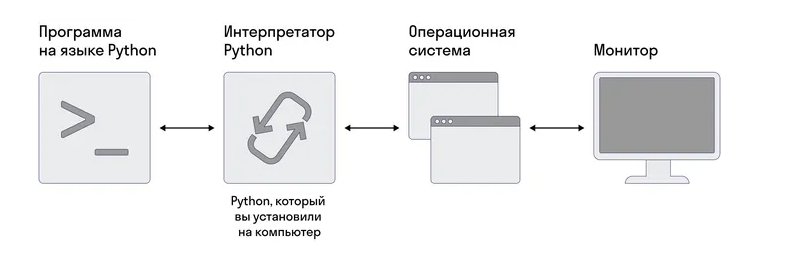 Программа
на языке Python
Интерпретатор
Python
Операционная
система
Монитор
>_
Python, который
вы установили
на компьютер